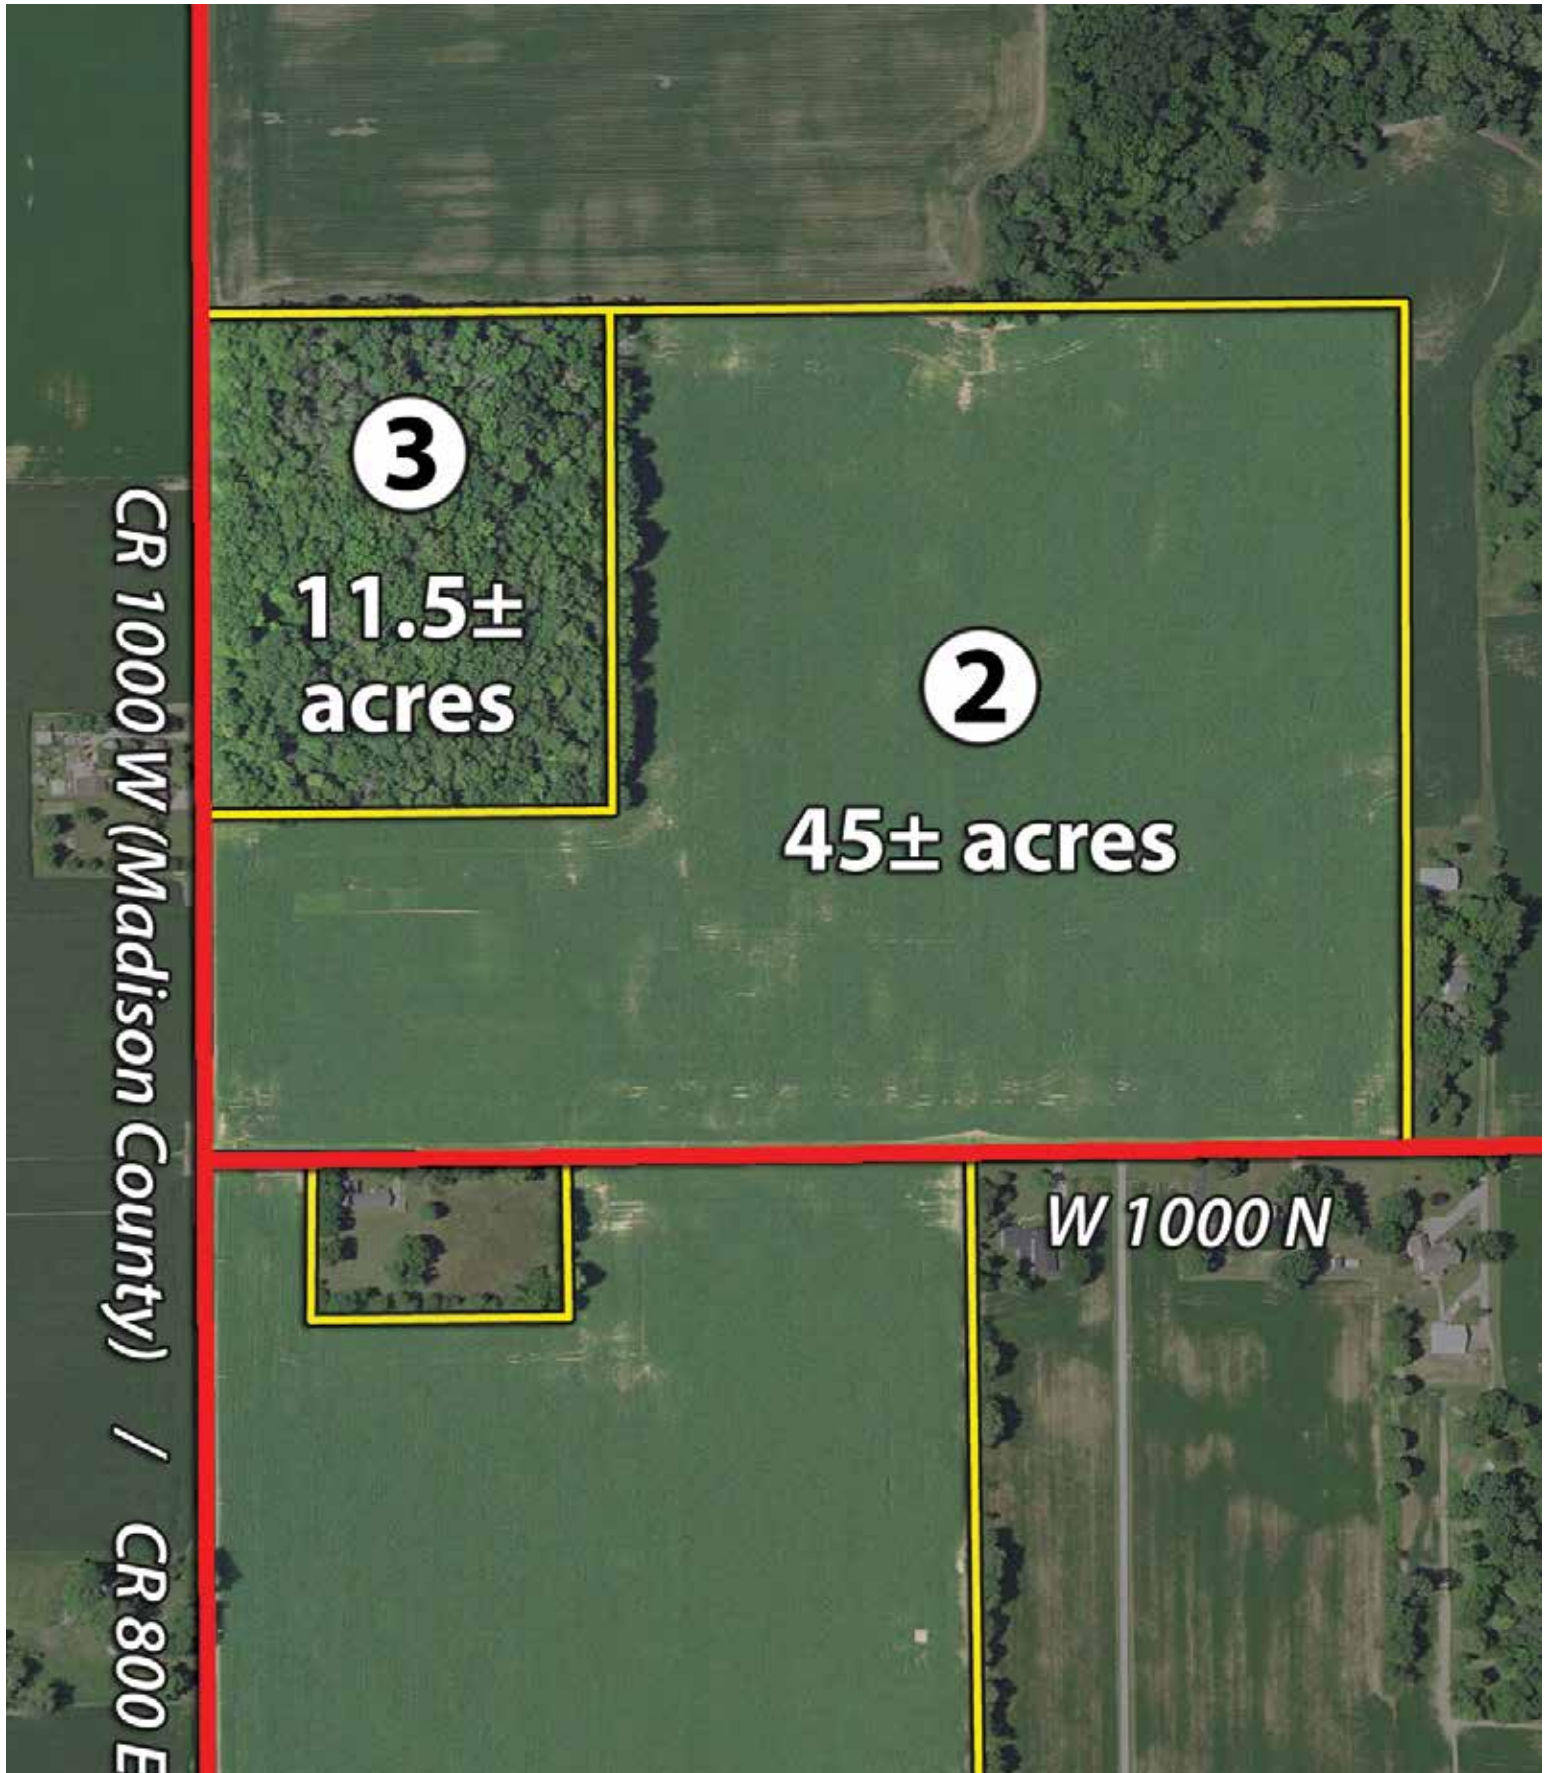 3
11.5±
acres
2
45± acres
CR 1000 W (Madison County) / CR 800 E
W 1000 N